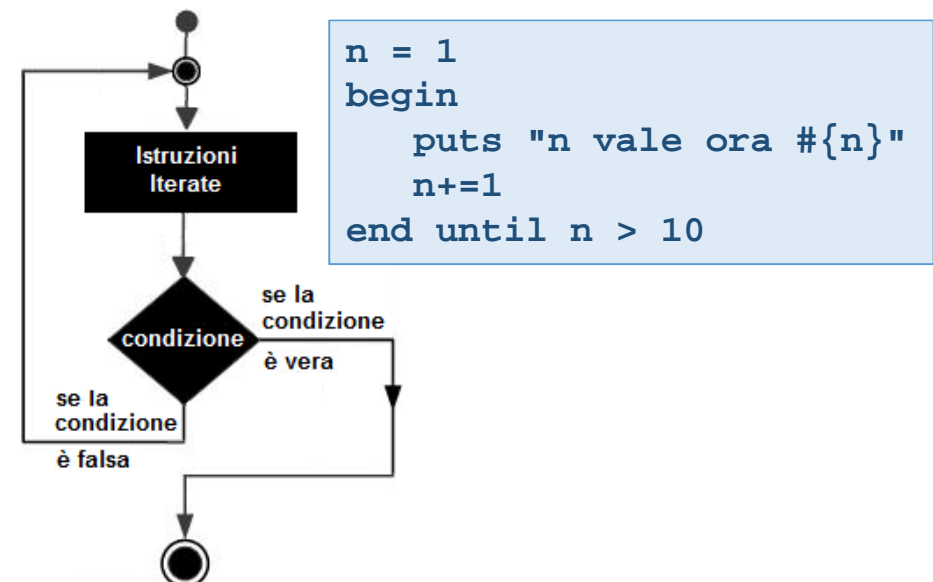 n = 1
begin
puts "n vale ora #{n}"
n+=1
end until n > 10
Istruzioni
Iterate
condizione
se la
condizione
è vera
se la
condizione
è falsa